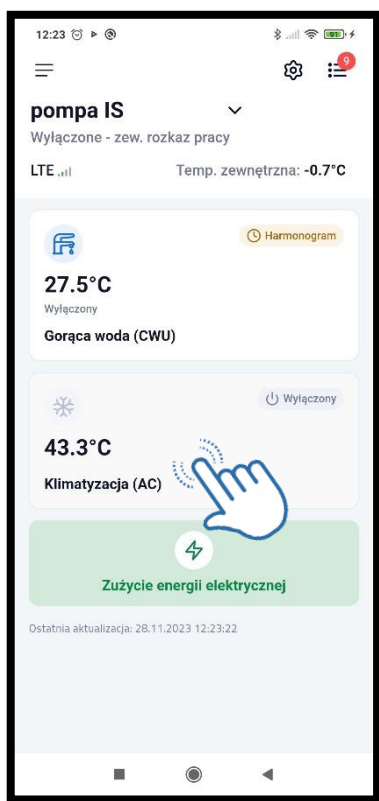 12:23
91
9
pompa IS
Wyłączone - zew. rozkaz pracy
LTE
Temp. zewnętrzna: -0.7°C
Harmonogram
27.5°C
Wyłączony
Gorąca woda (CWU)
Wyłączony
43.3°C
Klimatyzacja (AC)
Zużycie energii elektrycznej
Ostatnia aktualizacja: 28.11.2023 12:23:22